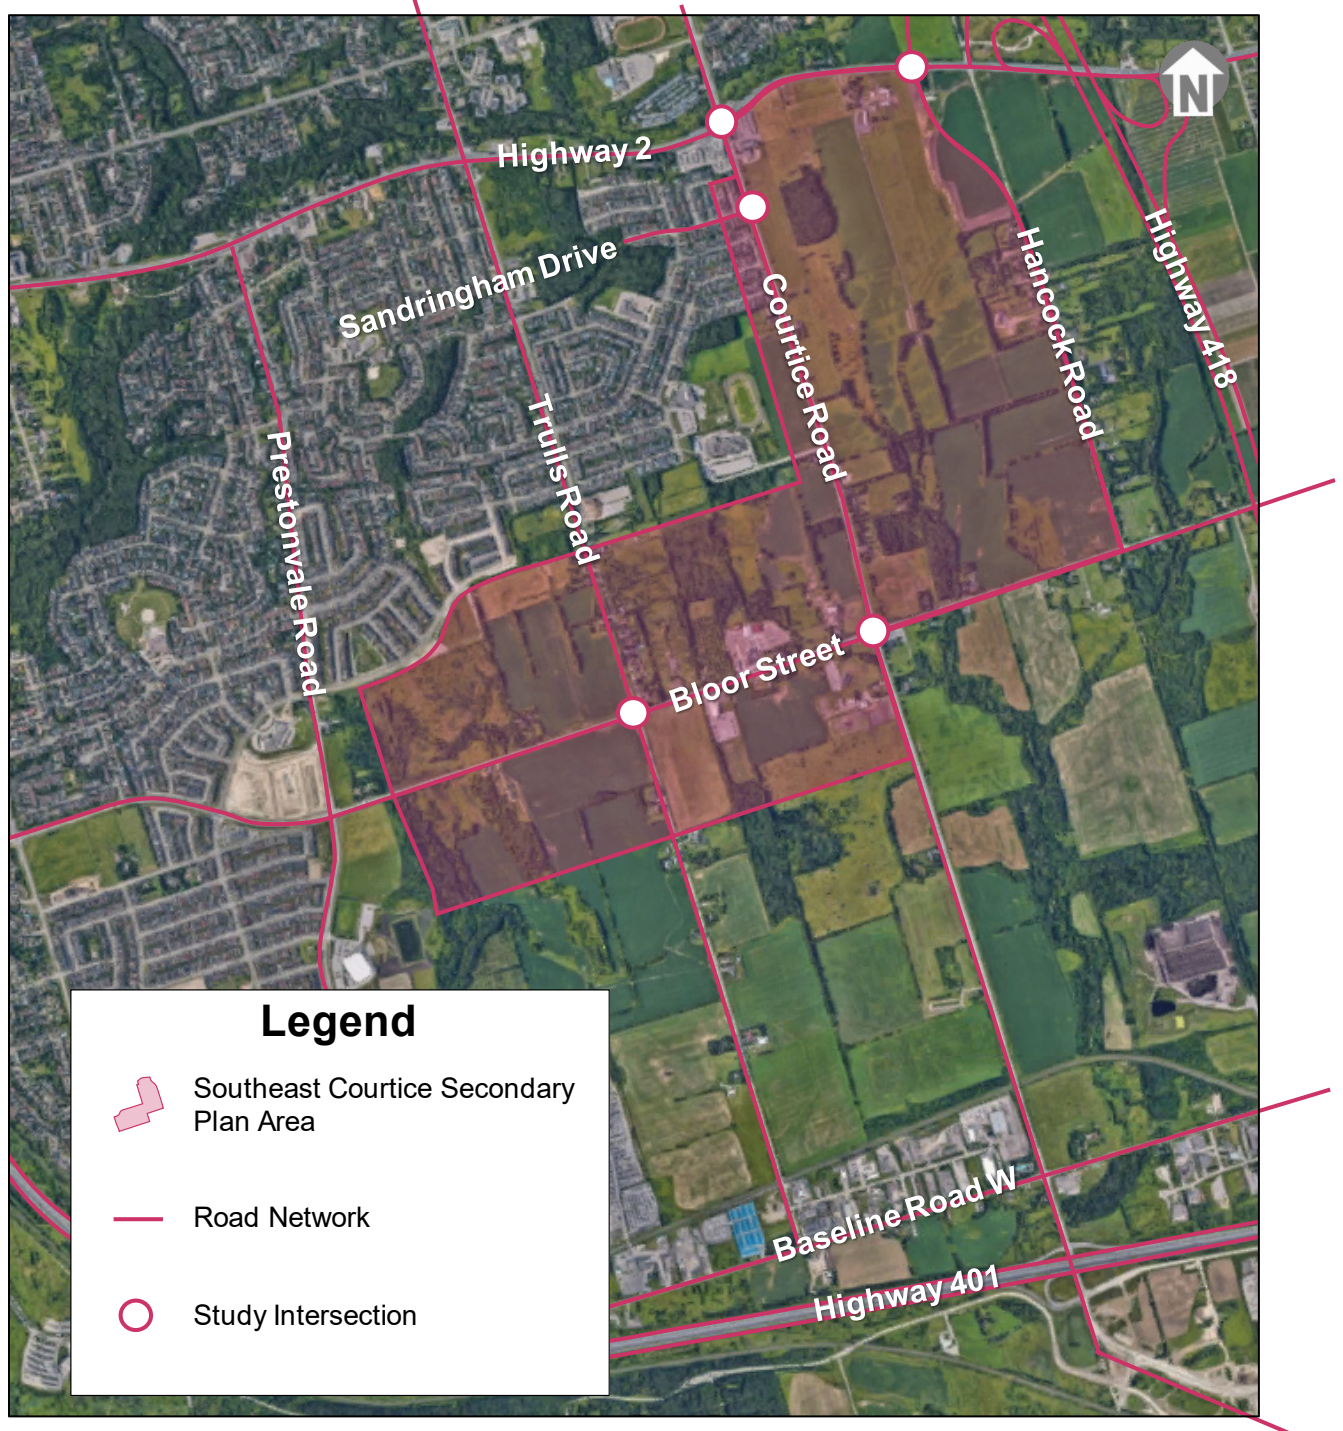 N
Highway 2
Sandringham Drive
Courtice Road
Hancock Road
Highway 418
Trulls Road
Prestonvale Road
Bloor Street
Baseline Road W
Highway 401
Legend
Southeast Courtice Secondary
Plan Area
Road Network
Study Intersection